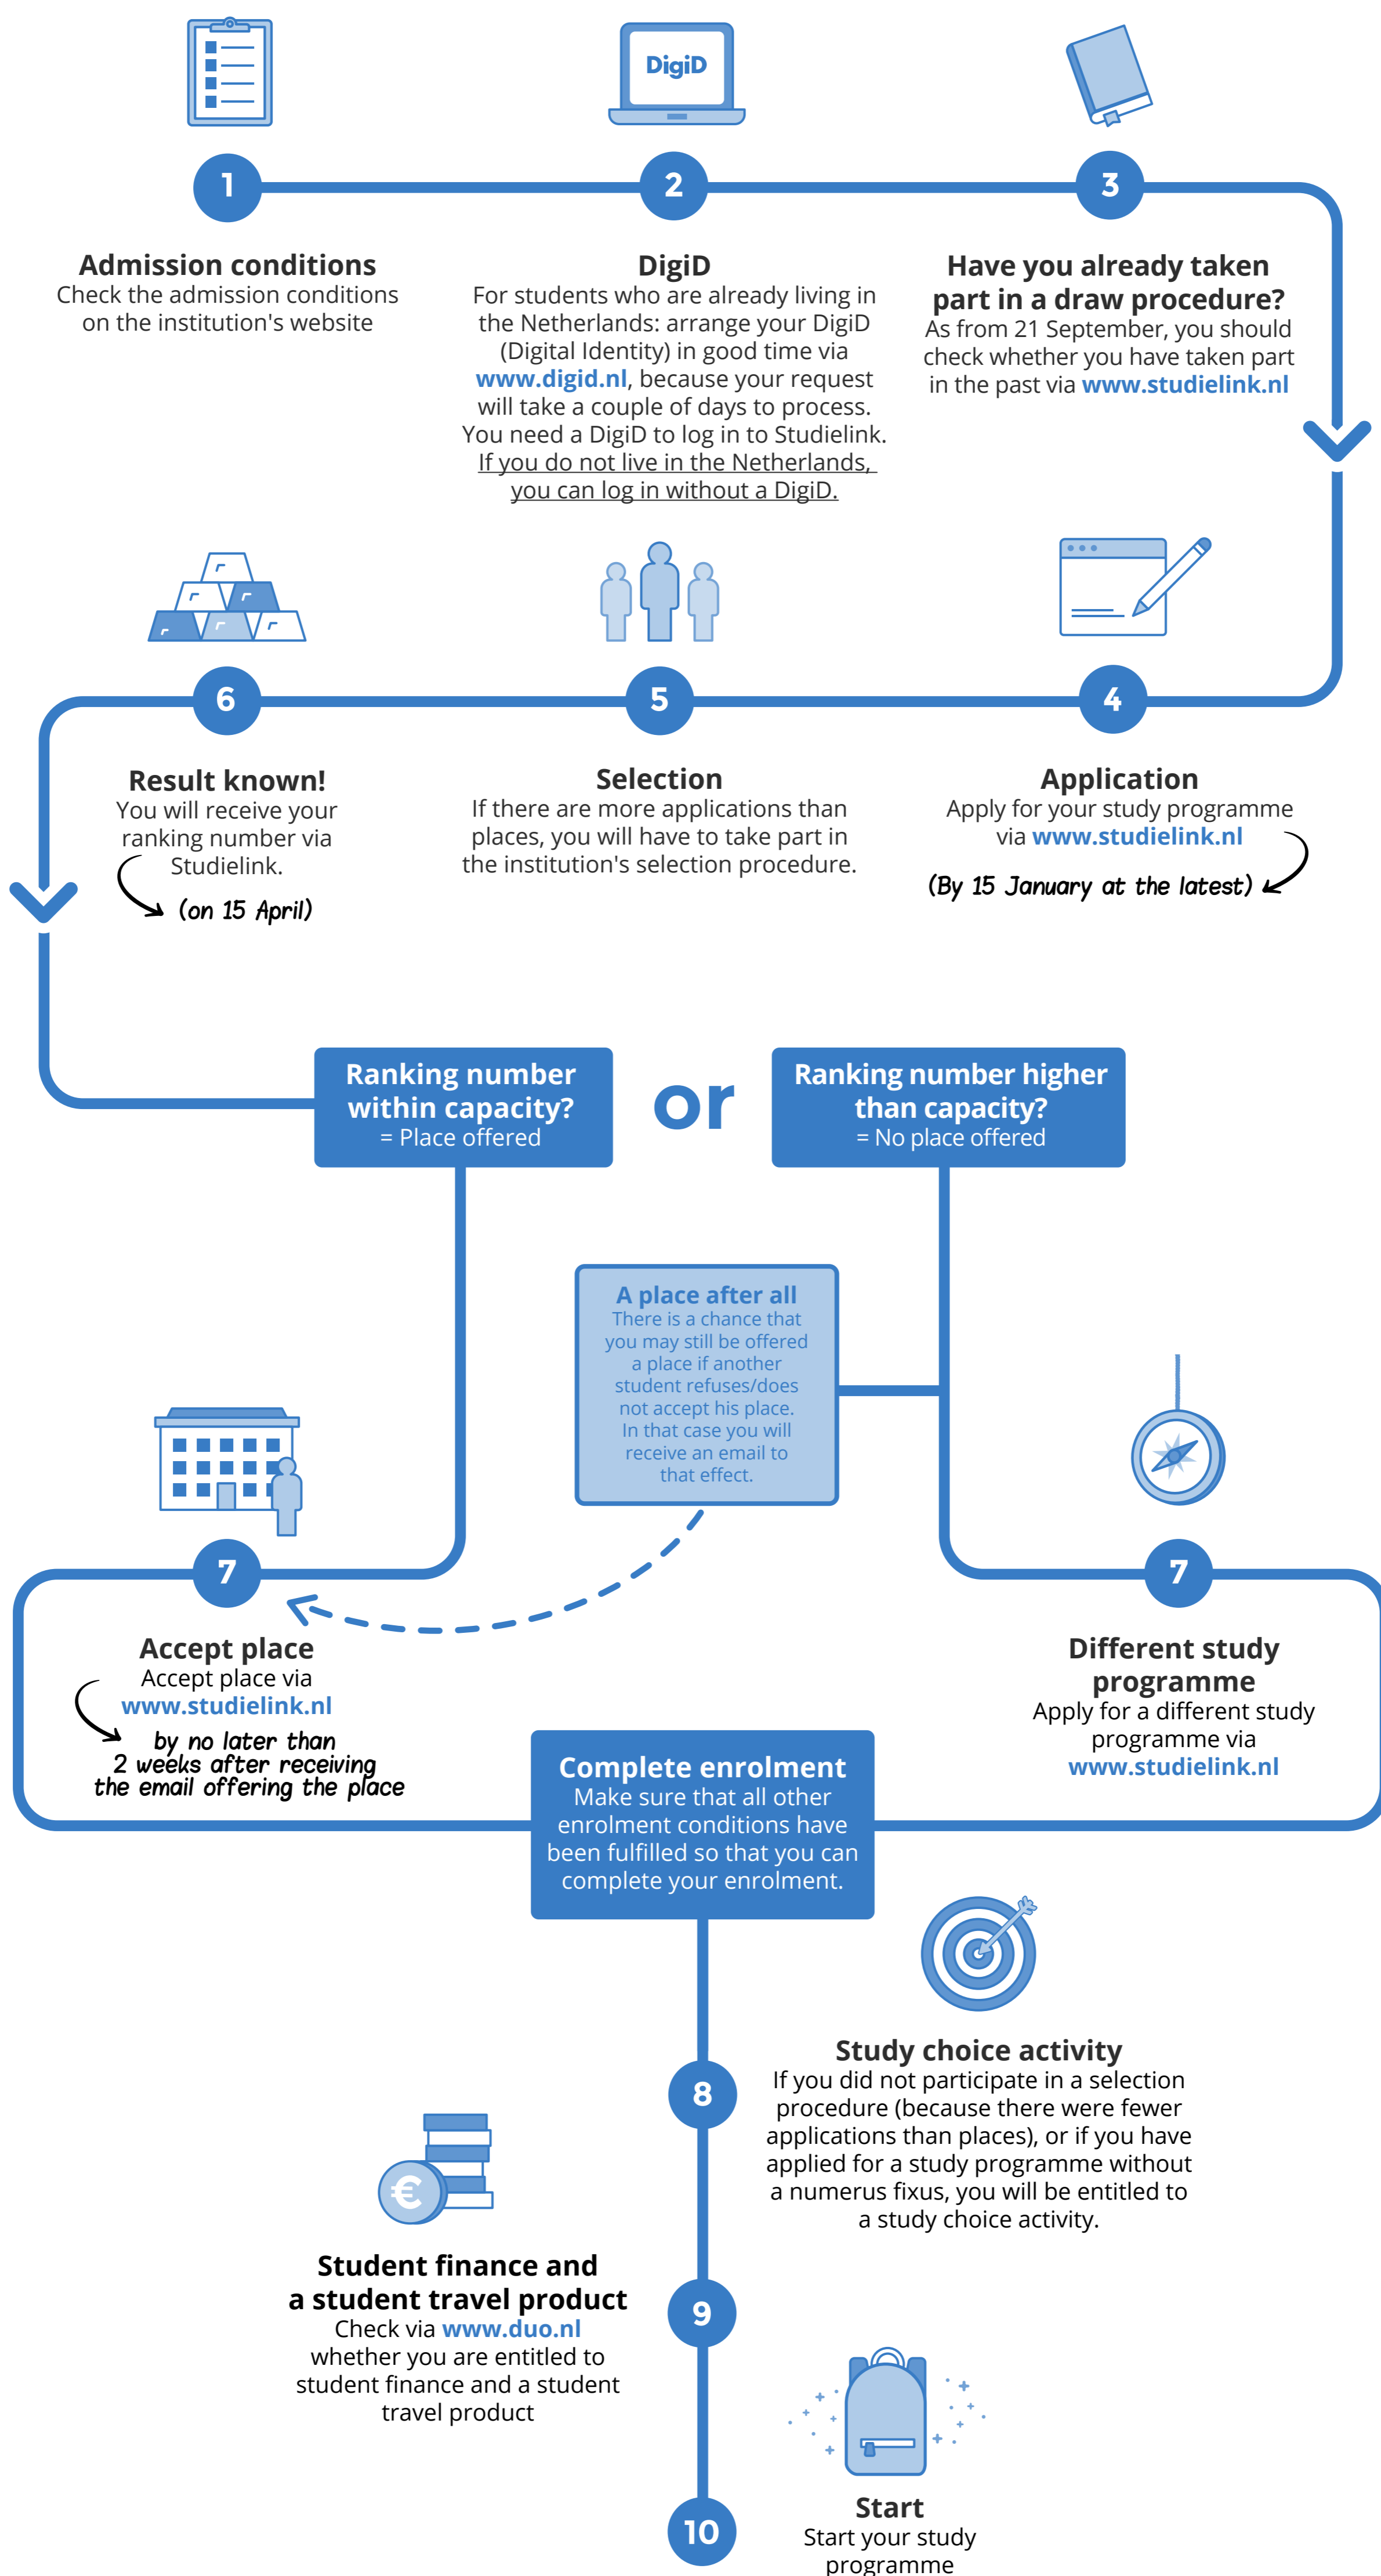 DigiD
1
2
3
Admission conditions
Check the admission conditions
on the institution's website
DigiD
For students who are already living in
the Netherlands: arrange your DigiD
(Digital Identity) in good time via
www.digid.nl, because your request
will take a couple of days to process.
You need a DigiD to log in to Studielink.
If you do not live in the Netherlands,
you can log in without a DigiD.
Have you already taken
part in a draw procedure?
As from 21 September, you should
check whether you have taken part
in the past via www.studielink.nl
4
Application
Apply for your study programme
via www.studielink.nl
(By 15 January at the latest)
5
Selection
If there are more applications than
places, you will have to take part in
the institution's selection procedure.
6
Result known!
You will receive your
ranking number via
Studielink.
(on 15 April)
Ranking number
within capacity?
= Place offered
or
Ranking number higher
than capacity?
= No place offered
A place after all
There is a chance that
you may still be offered
a place if another
student refuses/does
not accept his place.
In that case you will
receive an email to
that effect.
7
Accept place
Accept place via
www.studielink.nl
by no later than
2 weeks after receiving
the email offering the place
7
Different study
programme
Apply for a different study
programme via
www.studielink.nl
Complete enrolment
Make sure that all other
enrolment conditions have
been fulfilled so that you can
complete your enrolment.
8
Study choice activity
If you did not participate in a selection
procedure (because there were fewer
applications than places), or if you have
applied for a study programme without
a numerus fixus, you will be entitled to
a study choice activity.
€
Student finance and
a student travel product
Check via www.duo.nl
whether you are entitled to
student finance and a student
travel product
9
10
Start
Start your study
programme